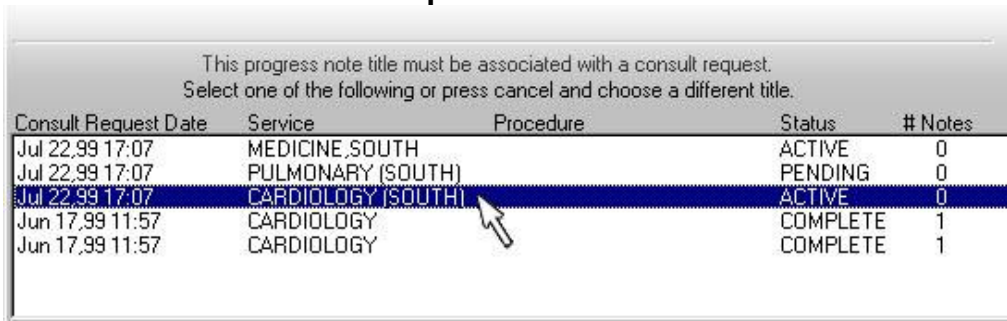 This progress note title must be associated with a consult request.
Select one of the following or press cancel and choose a different title.
Consult Request Date Service Procedure Status # Notes
Jul 22,99 17:07 MEDICINE,SOUTH ACTIVE 0
Jul 22,99 17:07 PULMONARY (SOUTH) PENDING 0
Jul 22,99 17:07 CARDIOLOGY (SOUTH) ACTIVE 0
Jun 17,99 11:57 CARDIOLOGY COMPLETE 1
Jun 17,99 11:57 CARDIOLOGY COMPLETE 1